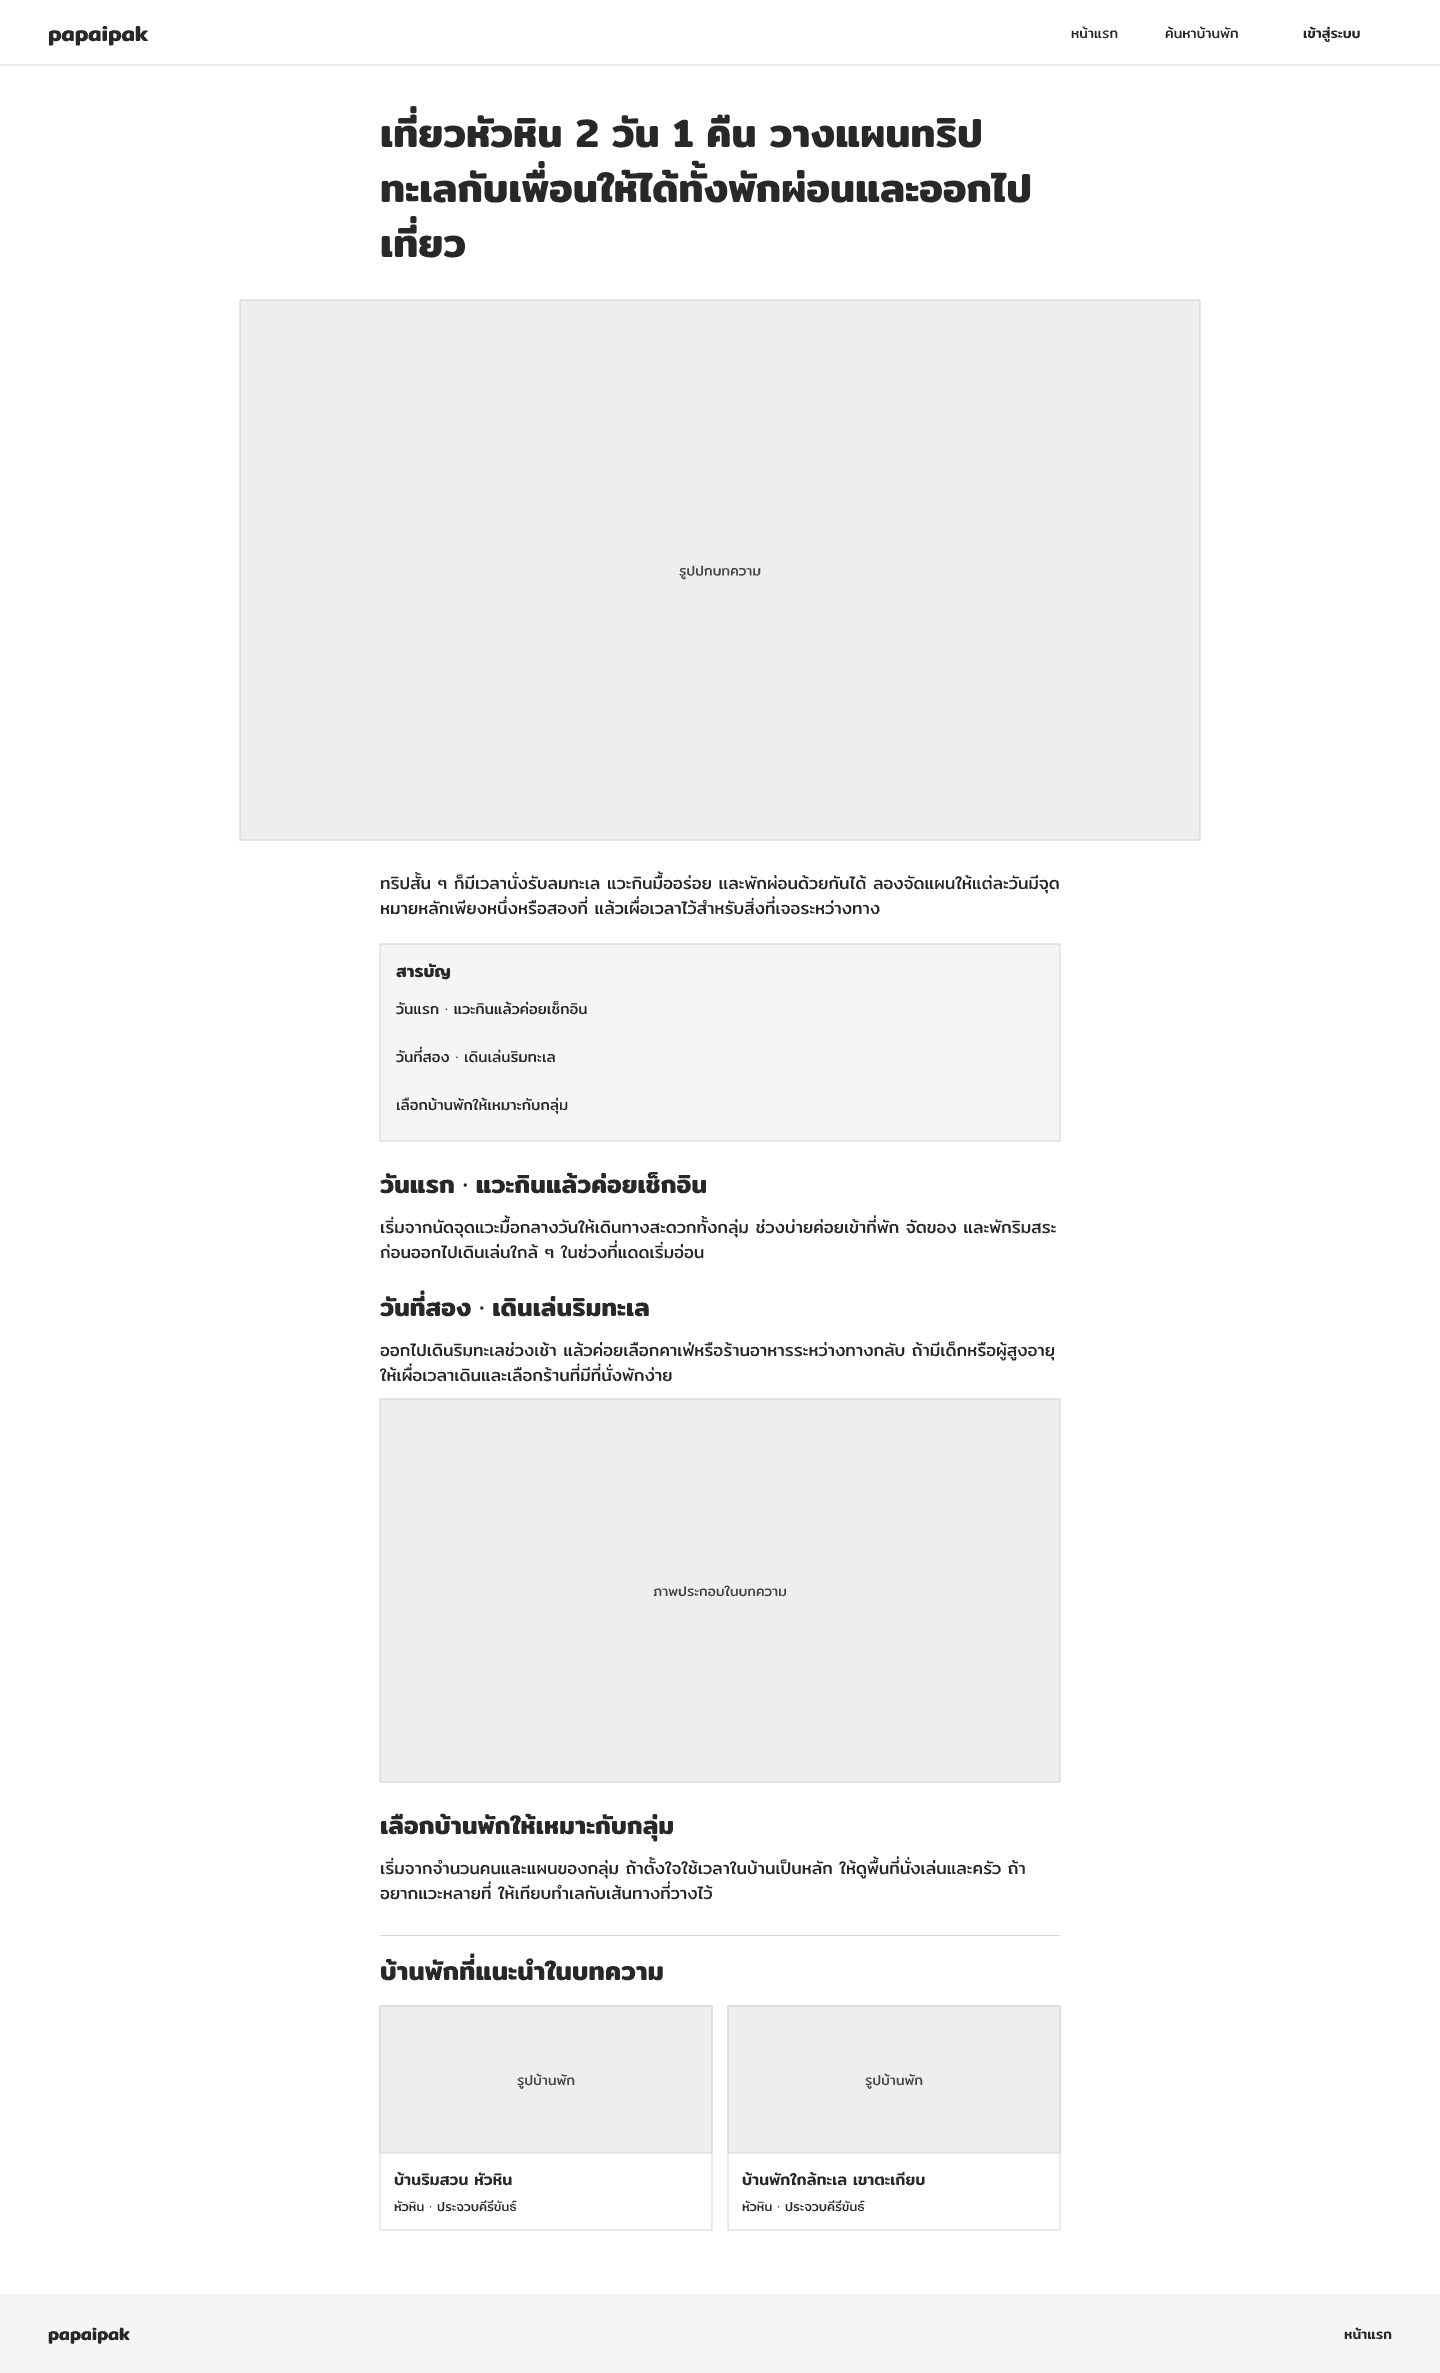 papaipak
หน้าแรก
ค้นหาบ้านพัก
เข้าสู่ระบบ
เที่ยวหัวหิน 2 วัน 1 คืน วางแผนทริป
ทะเลกับเพื่อนให้ได้ทั้งพักผ่อนและออกไป
เที่ยว
รูปปกบทความ
ทริปสั้น ๆ ก็มีเวลานั่งรับลมทะเล แวะกินมื้ออร่อย และพักผ่อนด้วยกันได้ ลองจัดแผนให้แต่ละวันมีจุด
หมายหลักเพียงหนึ่งหรือสองที่ แล้วเผื่อเวลาไว้สำหรับสิ่งที่เจอระหว่างทาง
สารบัญ
วันแรก · แวะกินแล้วค่อยเช็กอิน
วันที่สอง · เดินเล่นริมทะเล
เลือกบ้านพักให้เหมาะกับกลุ่ม
วันแรก · แวะกินแล้วค่อยเช็กอิน
เริ่มจากนัดจุดแวะมื้อกลางวันให้เดินทางสะดวกทั้งกลุ่ม ช่วงบ่ายค่อยเข้าที่พัก จัดของ และพักริมสระ
ก่อนออกไปเดินเล่นใกล้ ๆ ในช่วงที่แดดเริ่มอ่อน
วันที่สอง · เดินเล่นริมทะเล
ออกไปเดินริมทะเลช่วงเช้า แล้วค่อยเลือกคาเฟ่หรือร้านอาหารระหว่างทางกลับ ถ้ามีเด็กหรือผู้สูงอายุ
ให้เผื่อเวลาเดินและเลือกร้านที่มีที่นั่งพักง่าย
ภาพประกอบในบทความ
เลือกบ้านพักให้เหมาะกับกลุ่ม
เริ่มจากจำนวนคนและแผนของกลุ่ม ถ้าตั้งใจใช้เวลาในบ้านเป็นหลัก ให้ดูพื้นที่นั่งเล่นและครัว ถ้า
อยากแวะหลายที่ ให้เทียบทำเลกับเส้นทางที่วางไว้
บ้านพักที่แนะนำในบทความ
รูปบ้านพัก
รูปบ้านพัก
บ้านริมสวน หัวหิน
หัวหิน · ประจวบคีรีขันธ์
บ้านพักใกล้ทะเล เขาตะเกียบ
หัวหิน · ประจวบคีรีขันธ์
papaipak
หน้าแรก